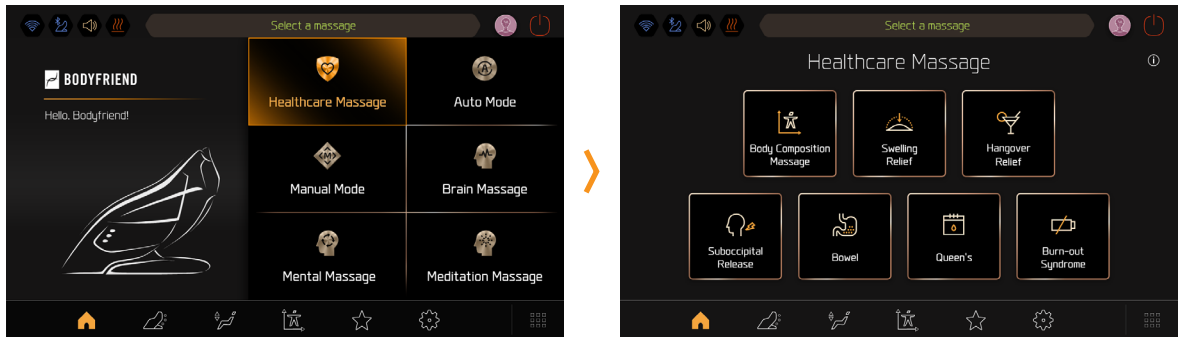 Select a massage
BODYFRIEND
Hello. Bodyfriend!
Healthcare Massage
Auto Mode
Manual Mode
Brain Massage
Mental Massage
Meditation Massage
Select a massage
Healthcare Massage
Body Composition
Massage
Swelling
Relief
Hangover
Relief
Suboccipital
Release
Bowel
Queen's
Burn-out
Syndrome